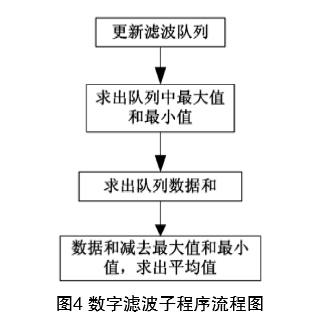 更新滤波队列
求出队列中最大值
和最小值
求出队列数据和
数据和减去最大值和最小
值，求出平均值
图4 数字滤波子程序流程图